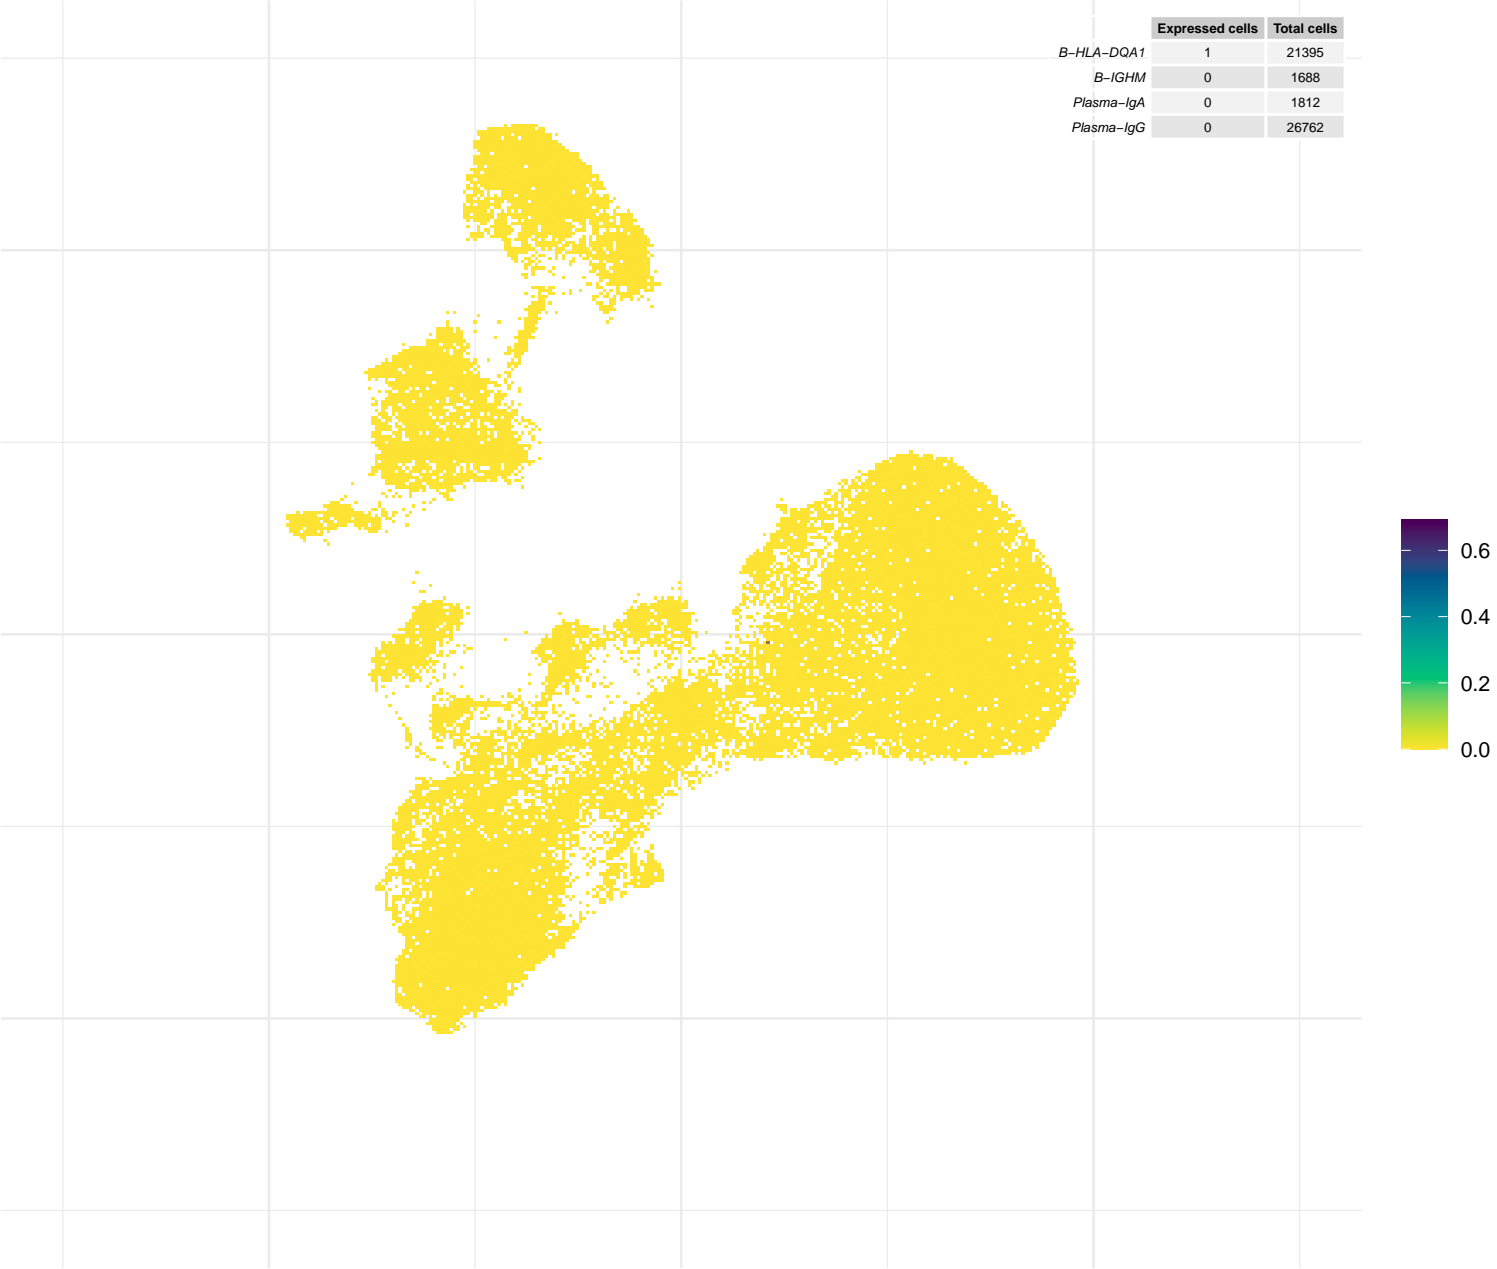 Expressed cells Total cells
B−HLA−DQA1 1 21395
B−IGHM 0 1688
Plasma−IgA 0 1812
Plasma−IgG 0 26762
0.6
0.4
0.2
0.0